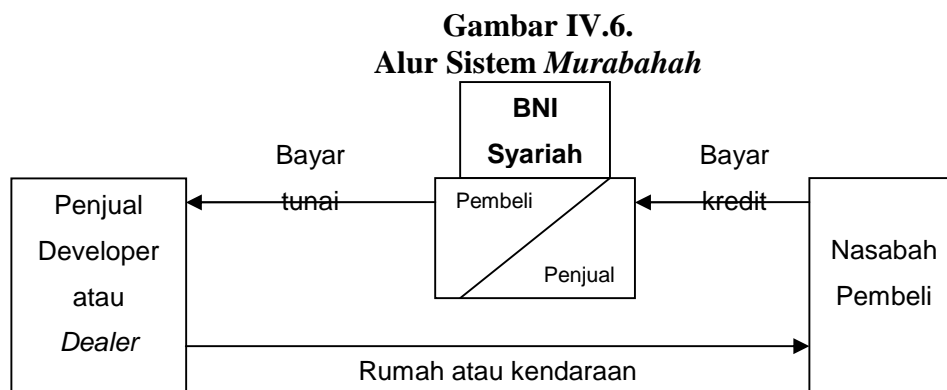 Gambar IV.6.
Alur Sistem Murabahah
BNI
Syariah
Bayar
tunai
Bayar
kredit
Penjual
Developer
atau
Dealer
Pembeli
Penjual
Nasabah
Pembeli
Rumah atau kendaraan